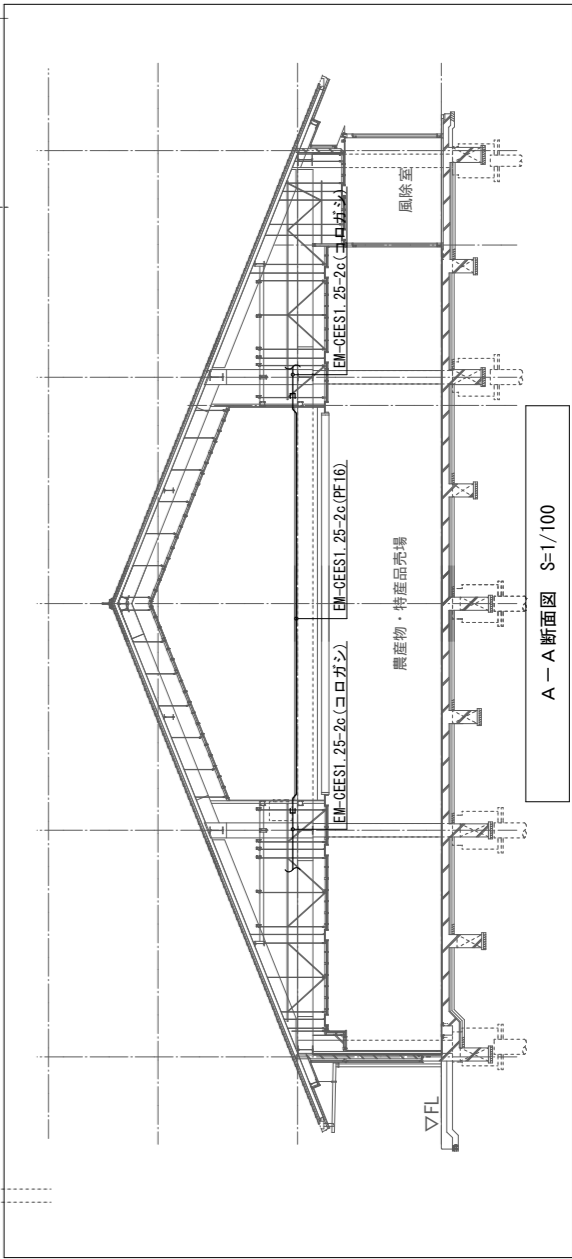 EM-CEES1.25-2c(コロガシ)
EM-CEES1.25-2c(PF16)
EM-CEES1.25-2c(コロガシ)
農産物・特産品売場
風除室
▽FL
A－A断面図 S=1/100